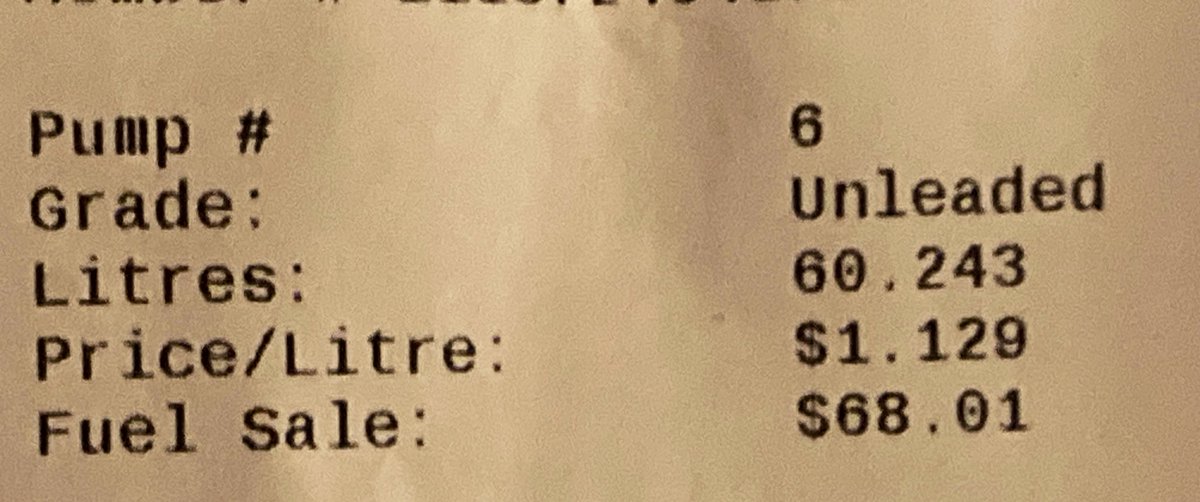 Pump # 6
Grade: Unleaded
Litres: 60.243
Price/Litre: $1.129
Fuel Sale: $68.01